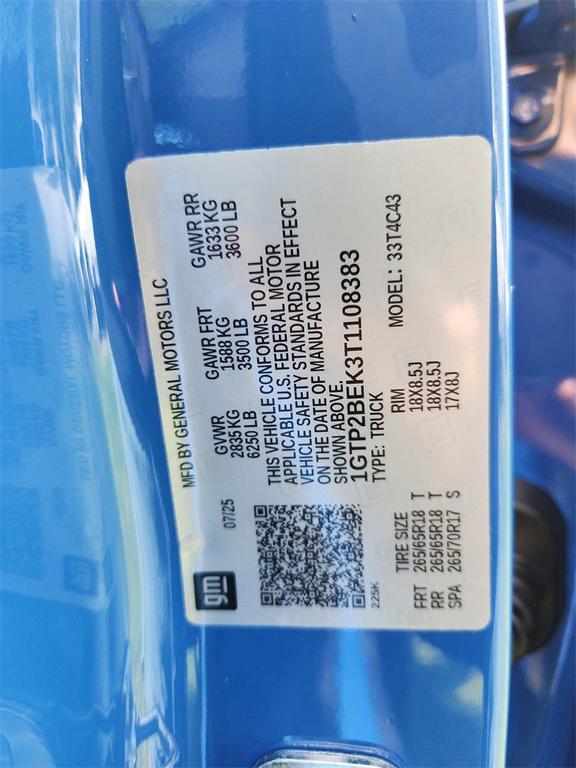 MFD BY GENERAL MOTORS LLC
07/25
GVWR GAWR FRT GAWR RR
2835 KG 1588 KG 1633 KG
6250 LB 3500 LB 3600 LB
THIS VEHICLE CONFORMS TO ALL
APPLICABLE U.S. FEDERAL MOTOR
VEHICLE SAFETY STANDARDS IN EFFECT
ON THE DATE OF MANUFACTURE
SHOWN ABOVE.
1GTP2BEK3T1108383
TYPE: TRUCK
gm
225K
MODEL: 33T4C43
TIRE SIZE RIM
FRT 265/65R18 T 18X8.5J
RR 265/65R18 T 18X8.5J
SPA 265/70R17 S 17X8J